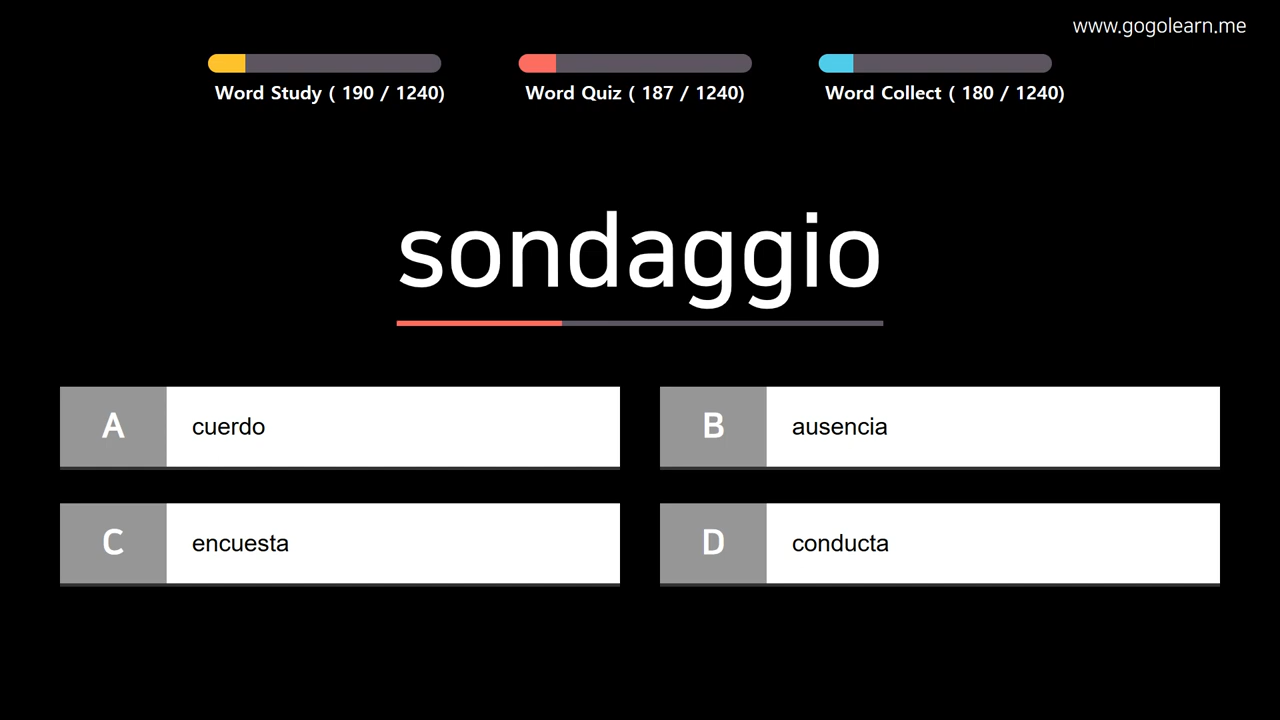 www.gogolearn.me
Word Study ( 190 / 1240)
Word Quiz ( 187 / 1240)
Word Collect ( 180 / 1240)
sondaggio
A cuerdo
B ausencia
C encuesta
D conducta